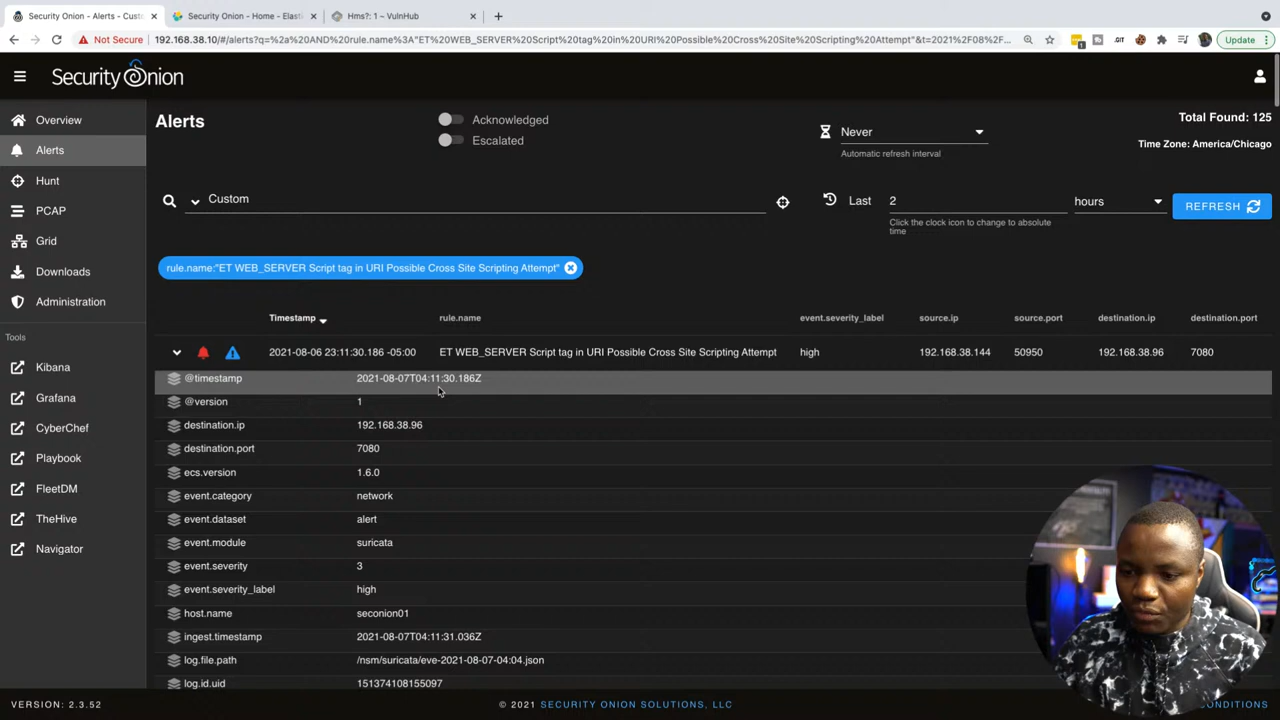 Security Onion - Alerts - Custo
Security Onion - Home - Elasti
Hms?: 1 ~ VulnHub
Not Secure
192.168.38.10/#/alerts?q=%2a%20AND%20rule.name%3A"ET%20WEB_SERVER%20Script%20tag%20in%20URI%20Possible%20Cross%20Site%20Scripting%20Attempt"&t=2021%2F08%2F...
1
.GIT
Update
Security Onion
Overview
Alerts
Hunt
PCAP
Grid
Downloads
Administration
Tools
Kibana
Grafana
CyberChef
Playbook
FleetDM
TheHive
Navigator
Alerts
Acknowledged
Escalated
Never
Automatic refresh interval
Total Found: 125
Time Zone: America/Chicago
Custom
Last
2
hours
Click the clock icon to change to absolute
time
REFRESH
rule.name:"ET WEB_SERVER Script tag in URI Possible Cross Site Scripting Attempt"
Timestamp rule.name event.severity_label source.ip source.port destination.ip destination.port
2021-08-06 23:11:30.186 -05:00 ET WEB_SERVER Script tag in URI Possible Cross Site Scripting Attempt high 192.168.38.144 50950 192.168.38.96 7080
@timestamp 2021-08-07T04:11:30.186Z
@version 1
destination.ip 192.168.38.96
destination.port 7080
ecs.version 1.6.0
event.category network
event.dataset alert
event.module suricata
event.severity 3
event.severity_label high
host.name seconion01
ingest.timestamp 2021-08-07T04:11:31.036Z
log.file.path /nsm/suricata/eve-2021-08-07-04:04.json
log.id.uid 151374108155097
VERSION: 2.3.52
© 2021 SECURITY ONION SOLUTIONS, LLC
CONDITIONS